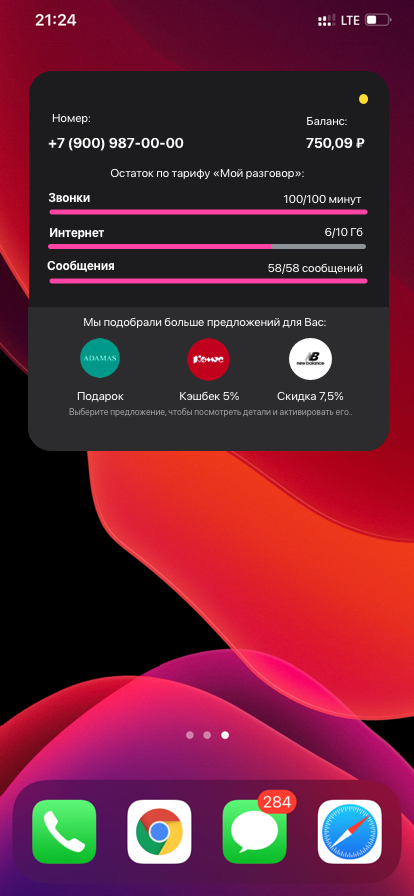 21:24 LTE
Номер:
Баланс:
+7 (900) 987-00-00 750,09 ₽
Остаток по тарифу «Мой разговор»:
Звонки 100/100 минут
Интернет 6/10 Гб
Сообщения 58/58 сообщений
Мы подобрали больше предложений для Вас:
ADAMAS КОМУС new balance
Подарок Кэшбек 5% Скидка 7,5%
Выберите предложение, чтобы посмотреть детали и активировать его..
284